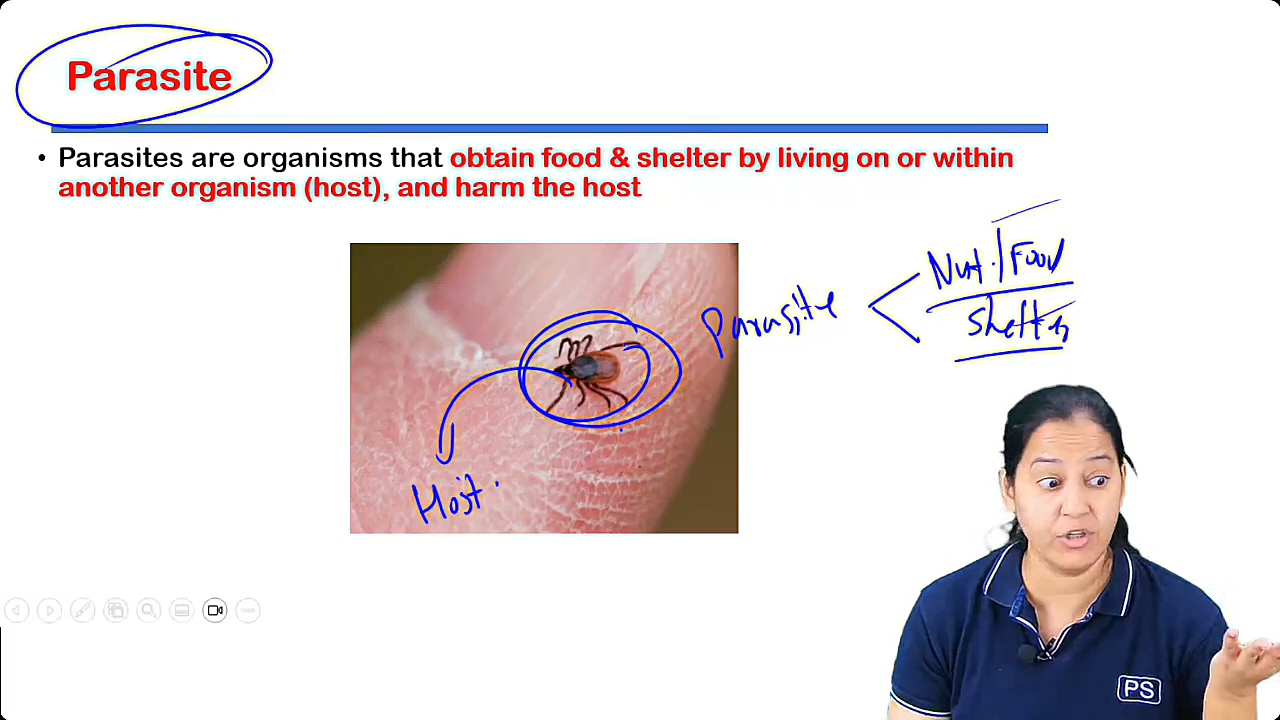 Parasite
• Parasites are organisms that obtain food & shelter by living on or within
another organism (host), and harm the host
Nut./Food
Shelter
Parasite
Host.
PS